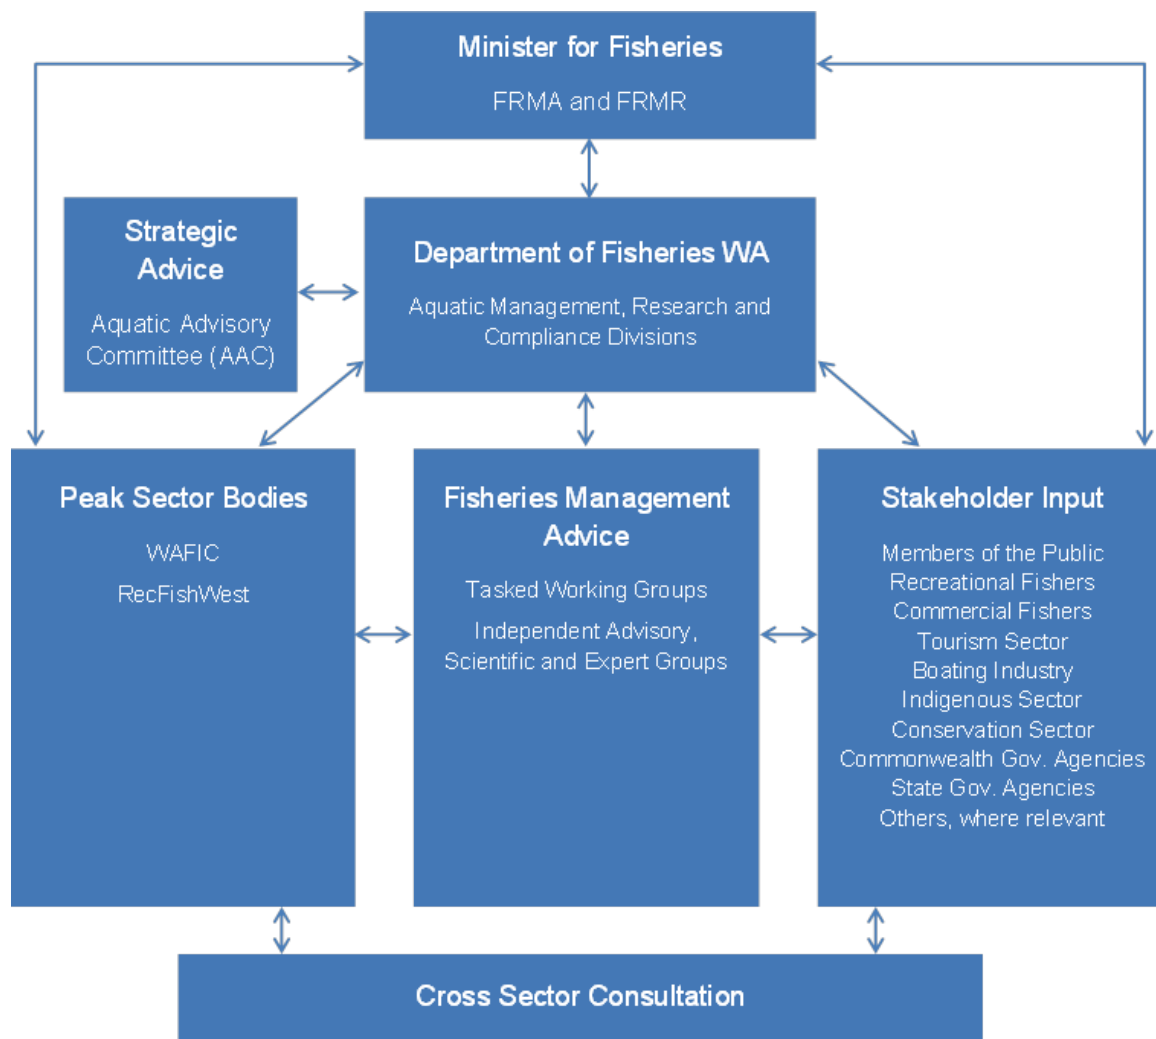 Minister for Fisheries
FRMA and FRMR
Strategic
Advice
Aquatic Advisory
Committee (AAC)
Department of Fisheries WA
Aquatic Management, Research and
Compliance Divisions
Peak Sector Bodies
WAFIC
RecFishWest
Fisheries Management
Advice
Tasked Working Groups
Independent Advisory,
Scientific and Expert Groups
Stakeholder Input
Members of the Public
Recreational Fishers
Commercial Fishers
Tourism Sector
Boating Industry
Indigenous Sector
Conservation Sector
Commonwealth Gov. Agencies
State Gov. Agencies
Others, where relevant
Cross Sector Consultation